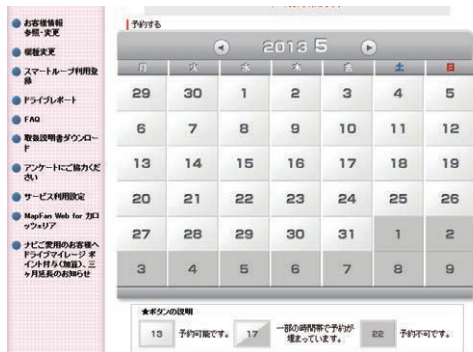 お客様情報
参照・変更
機種変更
スマートループ利用登
録
ドライブレポート
FAQ
取扱説明書ダウンロー
ド
アンケートにご協力くだ
さい
サービス利用設定
MapFan Web for カロ
ッツェリア
ナビご愛用のお客様へ
ドライブマイレージ ポ
イント付与(加算)、三
ヶ月延長のお知らせ
予約する
2013 5
月 火 水 木 金 土 日
29 30 1 2 3 4 5
6 7 8 9 10 11 12
13 14 15 16 17 18 19
20 21 22 23 24 25 26
27 28 29 30 31 1 2
3 4 5 6 7 8 9
★ボタンの説明
13 予約可能です。 17 一部の時間帯で予約が
埋まっています。 22 予約不可です。